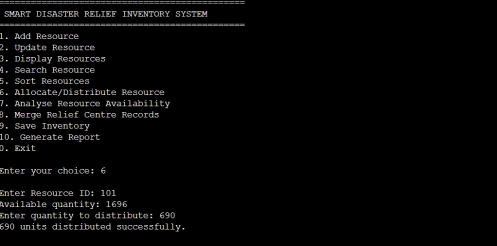 ================================================
SMART DISASTER RELIEF INVENTORY SYSTEM
================================================
1. Add Resource
2. Update Resource
3. Display Resources
4. Search Resource
5. Sort Resources
6. Allocate/Distribute Resource
7. Analyse Resource Availability
8. Merge Relief Centre Records
9. Save Inventory
10. Generate Report
0. Exit
Enter your choice: 6
Enter Resource ID: 101
Available quantity: 1696
Enter quantity to distribute: 690
690 units distributed successfully.